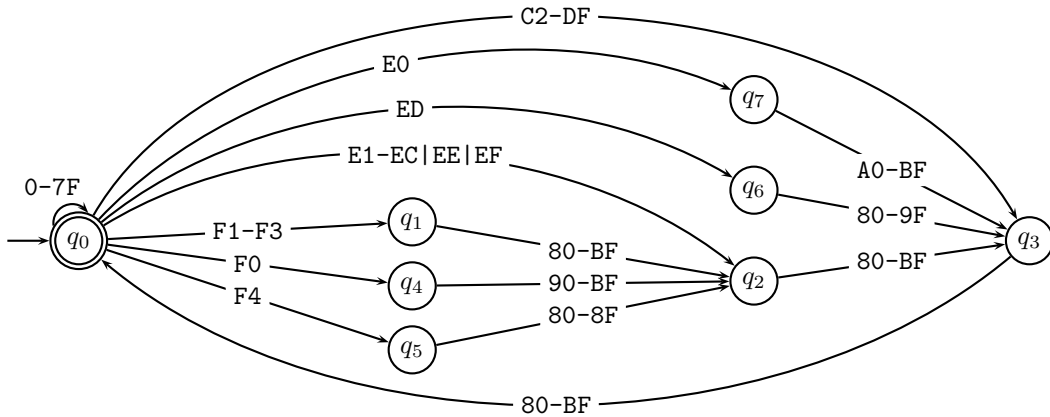 C2-DF
E0
q7
ED
E1-EC|EE|EF
A0-BF
0-7F
q6
q0
F1-F3
q1
80-9F
q3
80-BF
80-BF
F0
q4
90-BF
q2
F4
80-8F
q5
80-BF